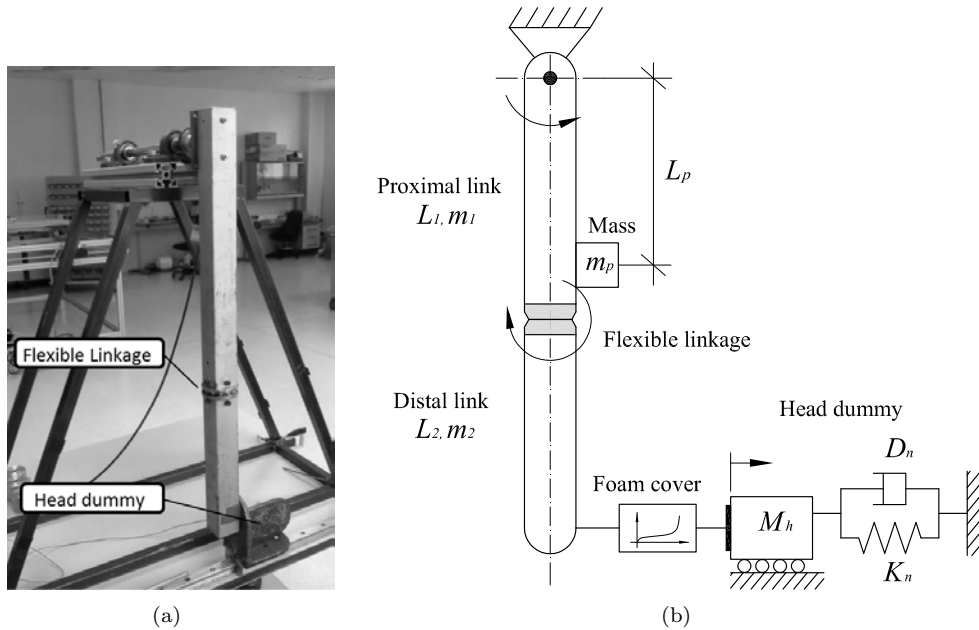 Flexible Linkage
Head dummy
(a)
Proximal link
L1, m1
Lp
Mass
mp
Flexible linkage
Distal link
L2, m2
Foam cover
Head dummy
Dn
Mh
Kn
(b)